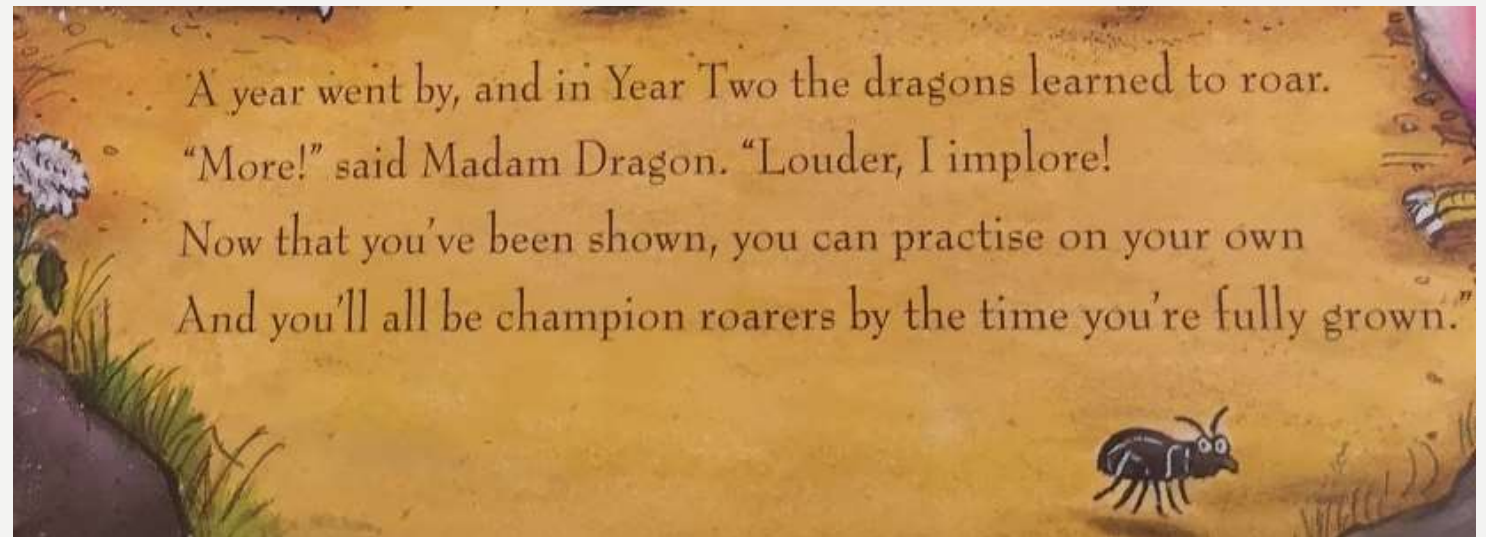 A year went by, and in Year Two the dragons learned to roar.
“More!” said Madam Dragon. “Louder, I implore!
Now that you’ve been shown, you can practise on your own
And you’ll all be champion roarers by the time you’re fully grown.”